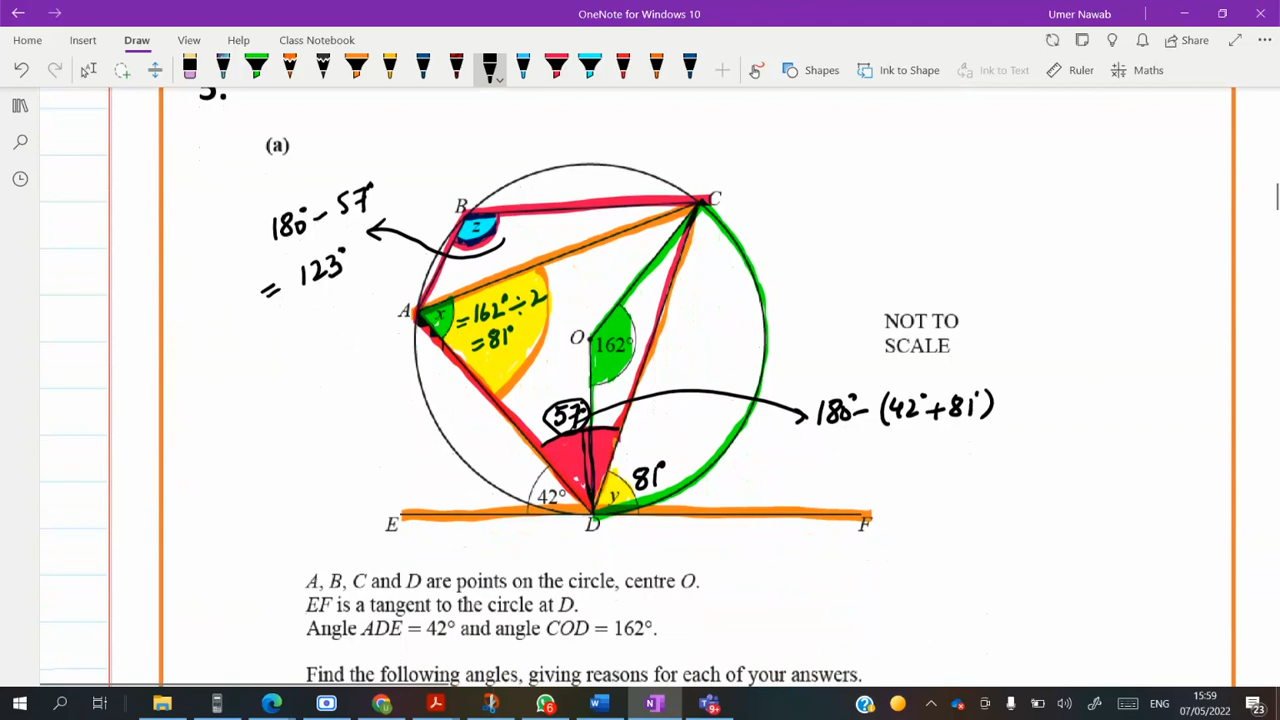 OneNote for Windows 10
Umer Nawab
Home Insert Draw View Help Class Notebook
Share
Shapes Ink to Shape Ink to Text Ruler Maths
(a)
180° - 57°
= 123°
B
C
z
A
x = 162° ÷ 2
= 81°
O 162°
NOT TO
SCALE
57°
180° - (42° + 81°)
42° y 81°
E D F
A, B, C and D are points on the circle, centre O.
EF is a tangent to the circle at D.
Angle ADE = 42° and angle COD = 162°.
Find the following angles, giving reasons for each of your answers.
ENG
15:59
07/05/2022
23
6
9+